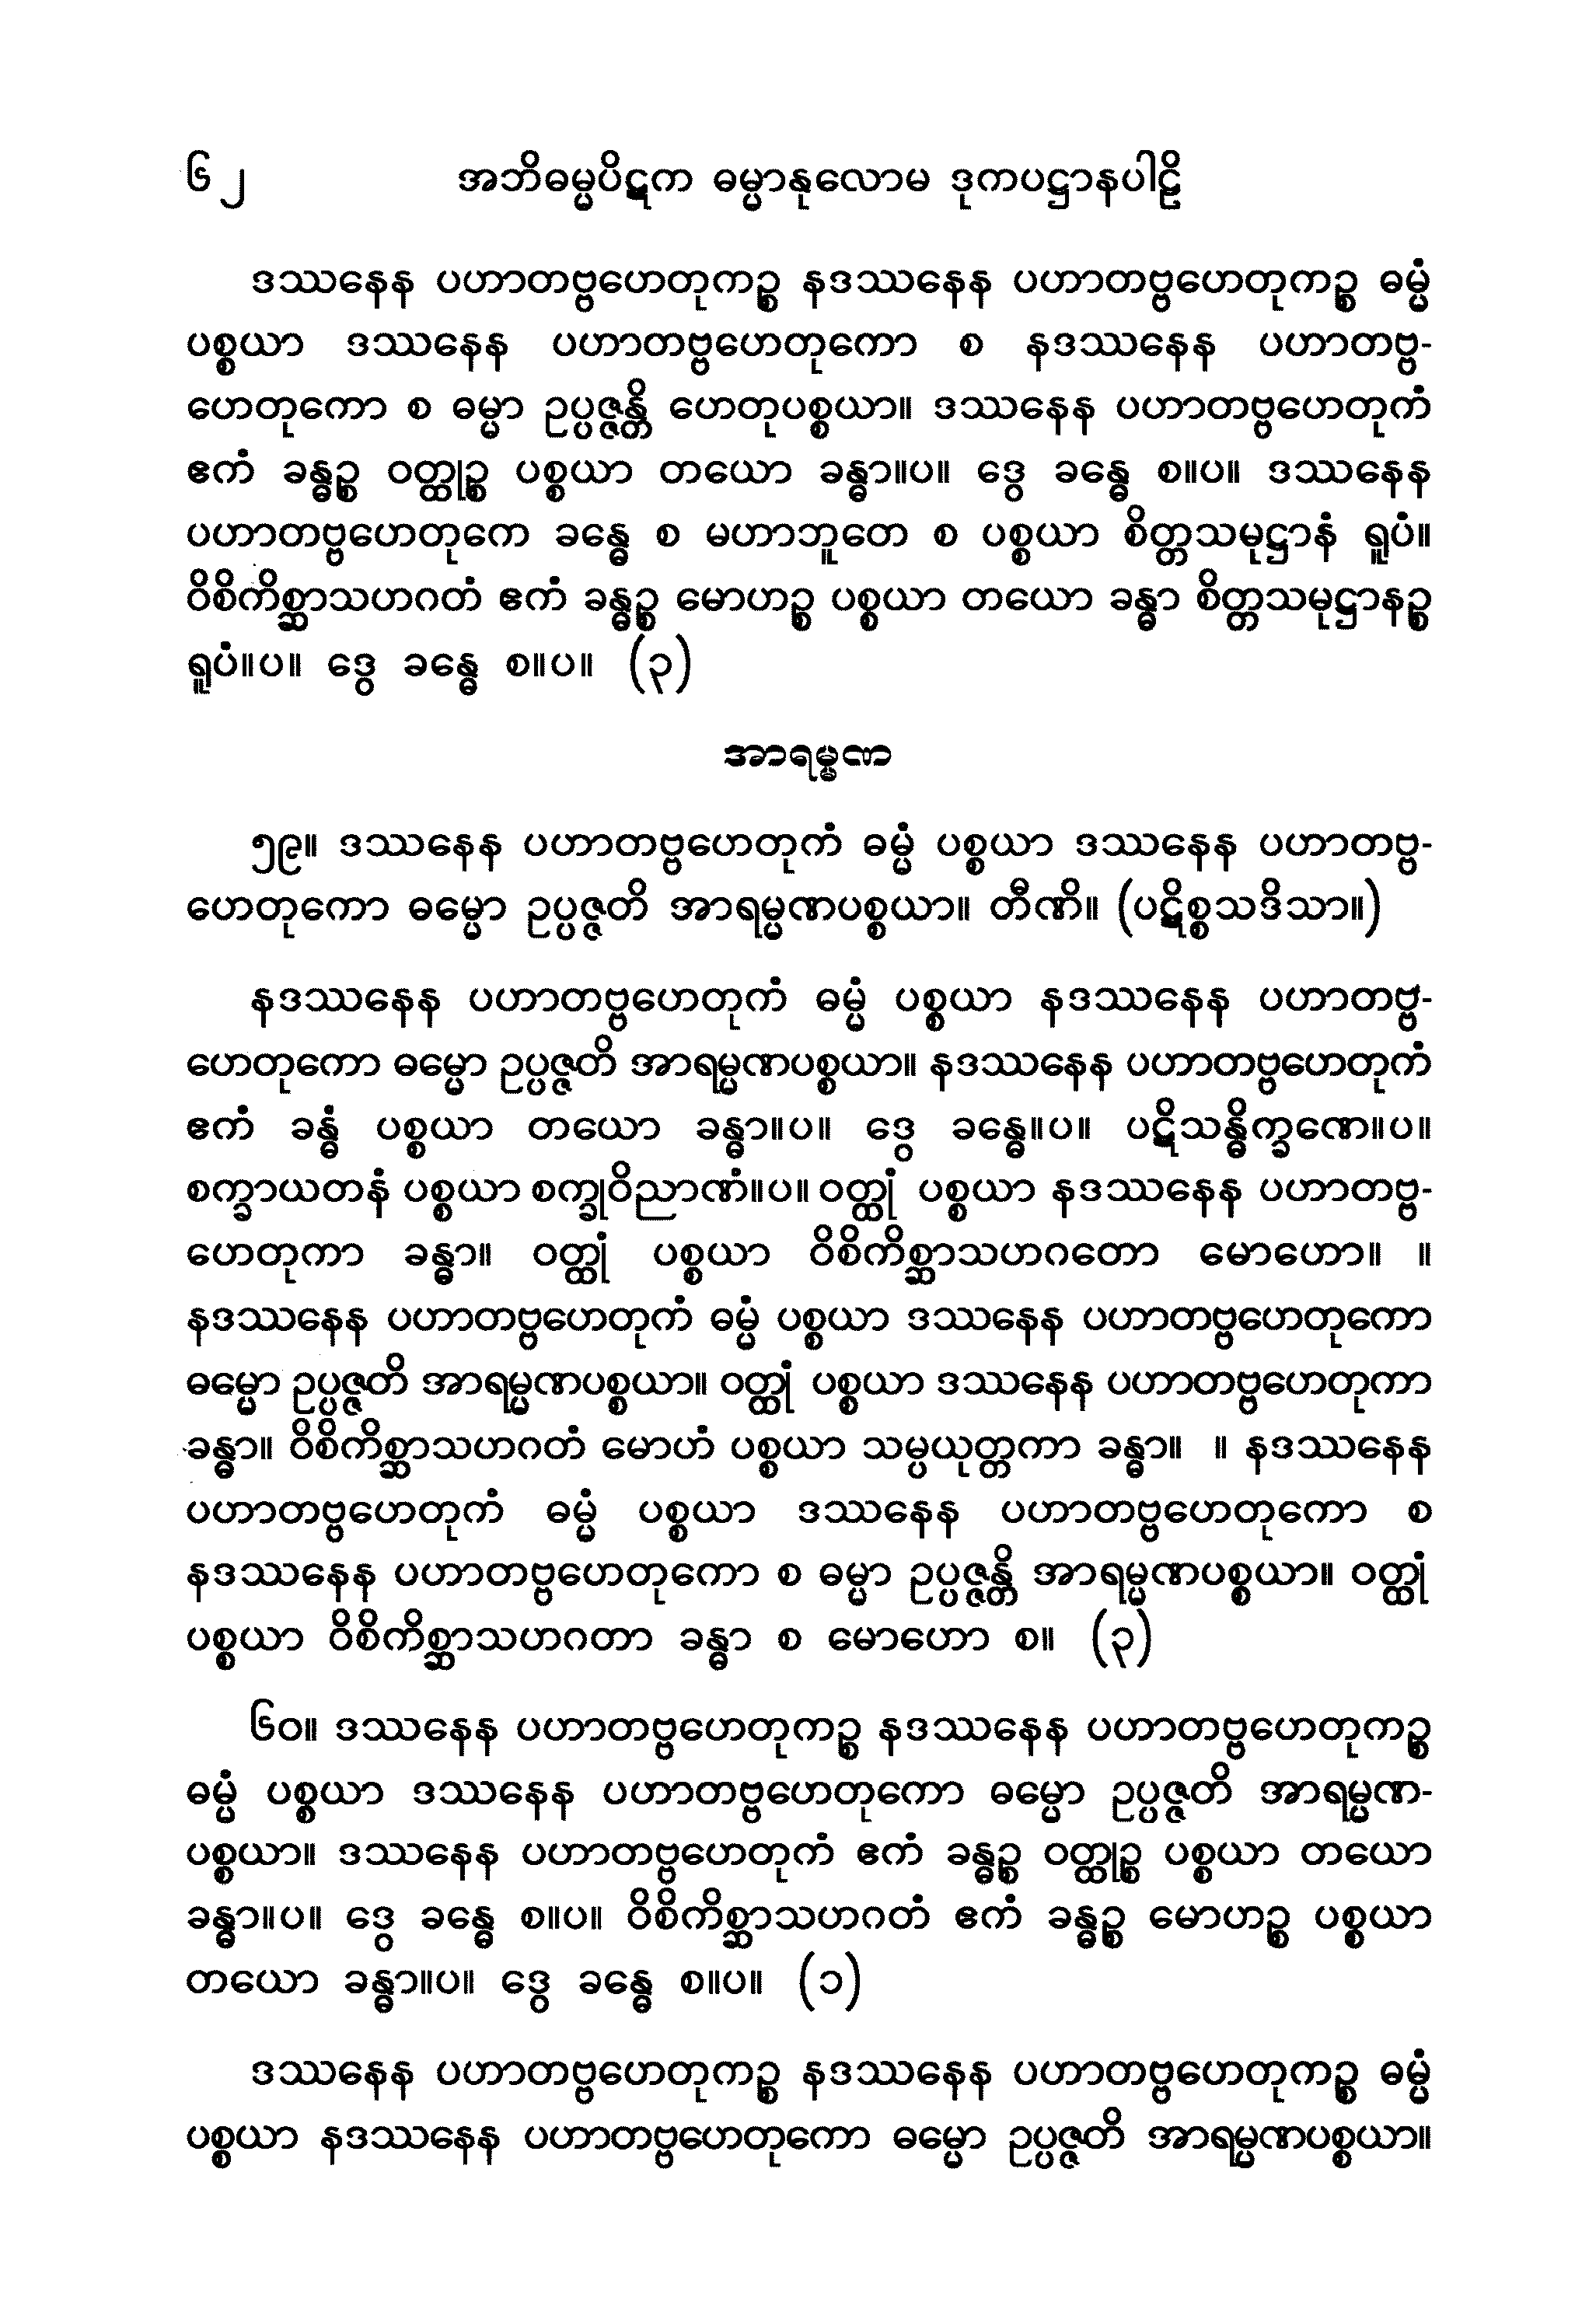 ၆၂ အဘိဓမ္မပိဋက ဓမ္မာနုလောမ ဒုကပဋ္ဌာနပါဠိ
ဒဿနေန ပဟာတဗ္ဗဟေတုကဉ္စ နဒဿနေန ပဟာတဗ္ဗဟေတုကဉ္စ ဓမ္မံ
ပစ္စယာ ဒဿနေန ပဟာတဗ္ဗဟေတုကော စ နဒဿနေန ပဟာတဗ္ဗ-
ဟေတုကော စ ဓမ္မာ ဥပ္ပဇ္ဇန္တိ ဟေတုပစ္စယာ။ ဒဿနေန ပဟာတဗ္ဗဟေတုကံ
ဧကံ ခန္ဓဉ္စ ဝတ္ထုဉ္စ ပစ္စယာ တယော ခန္ဓာ။ပ။ ဒွေ ခန္ဓေ စ။ပ။ ဒဿနေန
ပဟာတဗ္ဗဟေတုကေ ခန္ဓေ စ မဟာဘူတေ စ ပစ္စယာ စိတ္တသမုဋ္ဌာနံ ရူပံ။
ဝိစိကိစ္ဆာသဟဂတံ ဧကံ ခန္ဓဉ္စ မောဟဉ္စ ပစ္စယာ တယော ခန္ဓာ စိတ္တသမုဋ္ဌာနဉ္စ
ရူပံ။ပ။ ဒွေ ခန္ဓေ စ။ပ။ (၃)
အာရမ္မဏ
၅၉။ ဒဿနေန ပဟာတဗ္ဗဟေတုကံ ဓမ္မံ ပစ္စယာ ဒဿနေန ပဟာတဗ္ဗ-
ဟေတုကော ဓမ္မော ဥပ္ပဇ္ဇတိ အာရမ္မဏပစ္စယာ။ တီဏိ။ (ပဋိစ္စသဒိသာ။)
နဒဿနေန ပဟာတဗ္ဗဟေတုကံ ဓမ္မံ ပစ္စယာ နဒဿနေန ပဟာတဗ္ဗ-
ဟေတုကော ဓမ္မော ဥပ္ပဇ္ဇတိ အာရမ္မဏပစ္စယာ။ နဒဿနေန ပဟာတဗ္ဗဟေတုကံ
ဧကံ ခန္ဓံ ပစ္စယာ တယော ခန္ဓာ။ပ။ ဒွေ ခန္ဓေ။ပ။ ပဋိသန္ဓိက္ခဏေ။ပ။
စက္ခာယတနံ ပစ္စယာ စက္ခုဝိညာဏံ။ပ။ ဝတ္ထုံ ပစ္စယာ နဒဿနေန ပဟာတဗ္ဗ-
ဟေတုကာ ခန္ဓာ။ ဝတ္ထုံ ပစ္စယာ ဝိစိကိစ္ဆာသဟဂတော မောဟော။ ။
နဒဿနေန ပဟာတဗ္ဗဟေတုကံ ဓမ္မံ ပစ္စယာ ဒဿနေန ပဟာတဗ္ဗဟေတုကော
ဓမ္မော ဥပ္ပဇ္ဇတိ အာရမ္မဏပစ္စယာ။ ဝတ္ထုံ ပစ္စယာ ဒဿနေန ပဟာတဗ္ဗဟေတုကာ
ခန္ဓာ။ ဝိစိကိစ္ဆာသဟဂတံ မောဟံ ပစ္စယာ သမ္ပယုတ္တကာ ခန္ဓာ။ ။ နဒဿနေန
ပဟာတဗ္ဗဟေတုကံ ဓမ္မံ ပစ္စယာ ဒဿနေန ပဟာတဗ္ဗဟေတုကော စ
နဒဿနေန ပဟာတဗ္ဗဟေတုကော စ ဓမ္မာ ဥပ္ပဇ္ဇန္တိ အာရမ္မဏပစ္စယာ။ ဝတ္ထုံ
ပစ္စယာ ဝိစိကိစ္ဆာသဟဂတာ ခန္ဓာ စ မောဟော စ။ (၃)
၆၀။ ဒဿနေန ပဟာတဗ္ဗဟေတုကဉ္စ နဒဿနေန ပဟာတဗ္ဗဟေတုကဉ္စ
ဓမ္မံ ပစ္စယာ ဒဿနေန ပဟာတဗ္ဗဟေတုကော ဓမ္မော ဥပ္ပဇ္ဇတိ အာရမ္မဏ-
ပစ္စယာ။ ဒဿနေန ပဟာတဗ္ဗဟေတုကံ ဧကံ ခန္ဓဉ္စ ဝတ္ထုဉ္စ ပစ္စယာ တယော
ခန္ဓာ။ပ။ ဒွေ ခန္ဓေ စ။ပ။ ဝိစိကိစ္ဆာသဟဂတံ ဧကံ ခန္ဓဉ္စ မောဟဉ္စ ပစ္စယာ
တယော ခန္ဓာ။ပ။ ဒွေ ခန္ဓေ စ။ပ။ (၁)
ဒဿနေန ပဟာတဗ္ဗဟေတုကဉ္စ နဒဿနေန ပဟာတဗ္ဗဟေတုကဉ္စ ဓမ္မံ
ပစ္စယာ နဒဿနေန ပဟာတဗ္ဗဟေတုကော ဓမ္မော ဥပ္ပဇ္ဇတိ အာရမ္မဏပစ္စယာ။